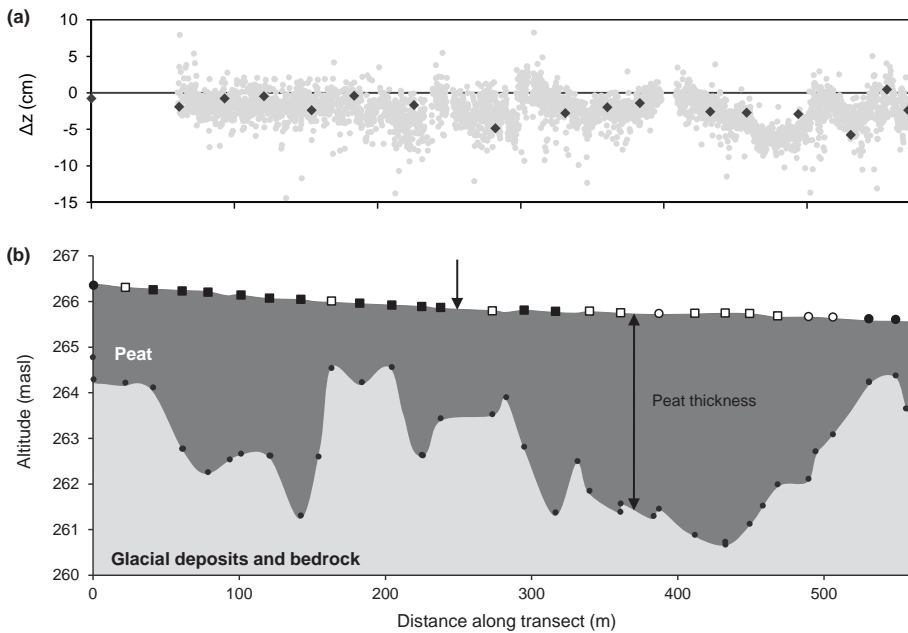 (a)
10
5
0
-5
-10
-15
Δz (cm)
(b)
267
266
265
264
263
262
261
260
Altitude (masl)
Peat
Peat thickness
Glacial deposits and bedrock
0 100 200 300 400 500
Distance along transect (m)